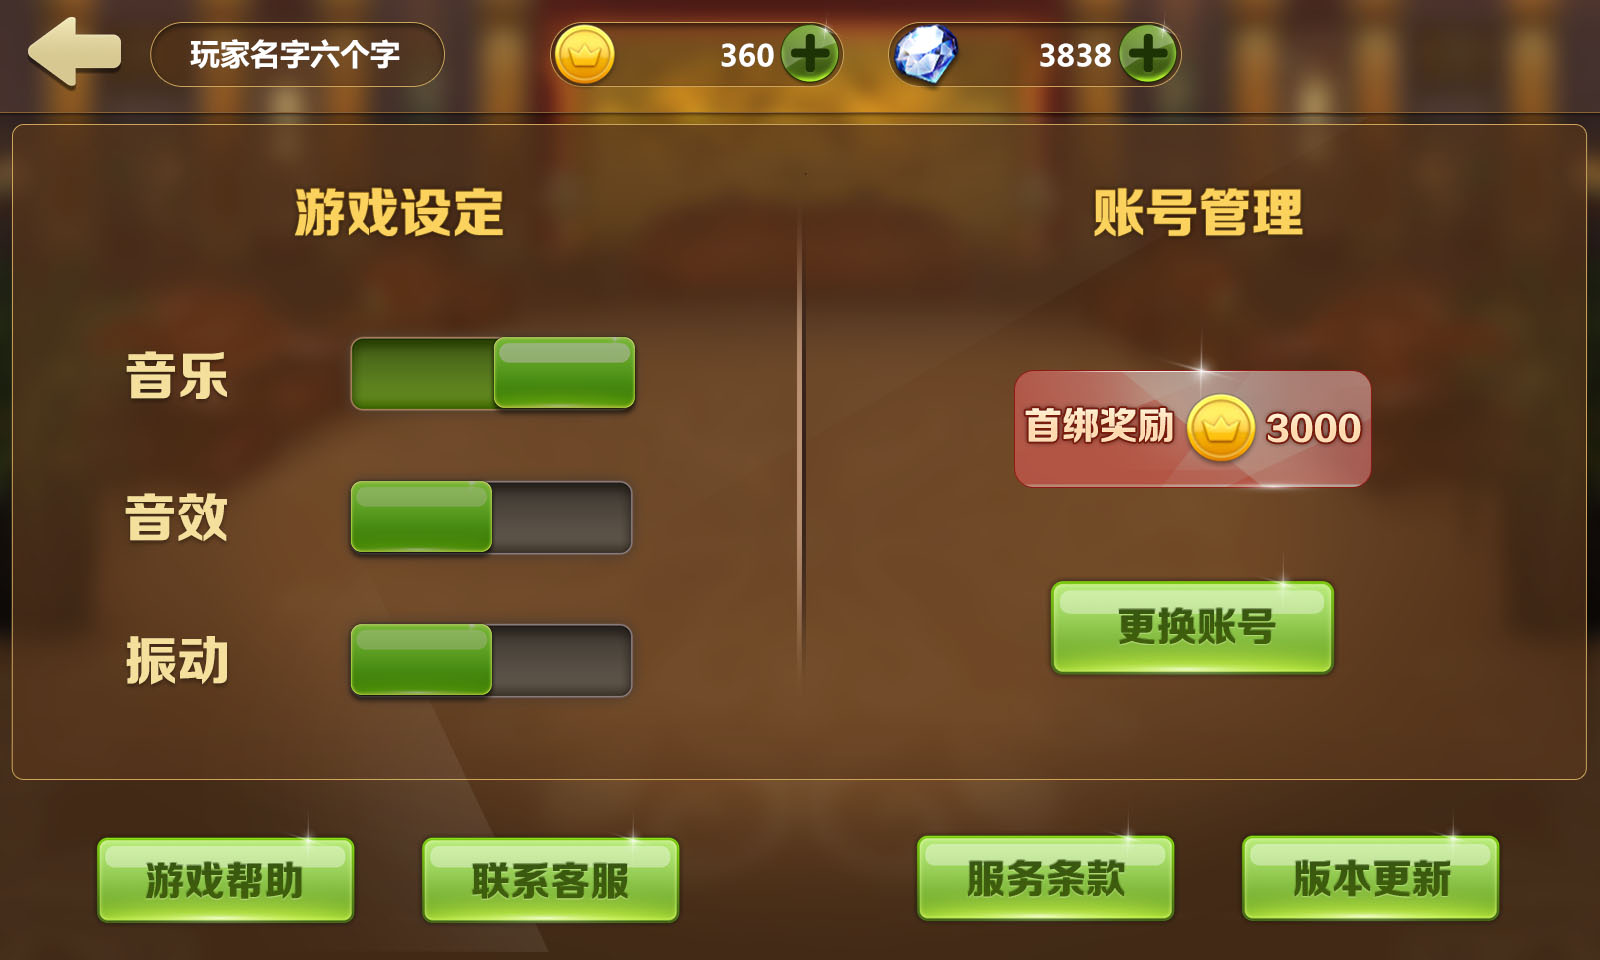 玩家名字六个字
360
3838
游戏设定
账号管理
音乐
首绑奖励 3000
音效
更换账号
振动
游戏帮助
联系客服
服务条款
版本更新